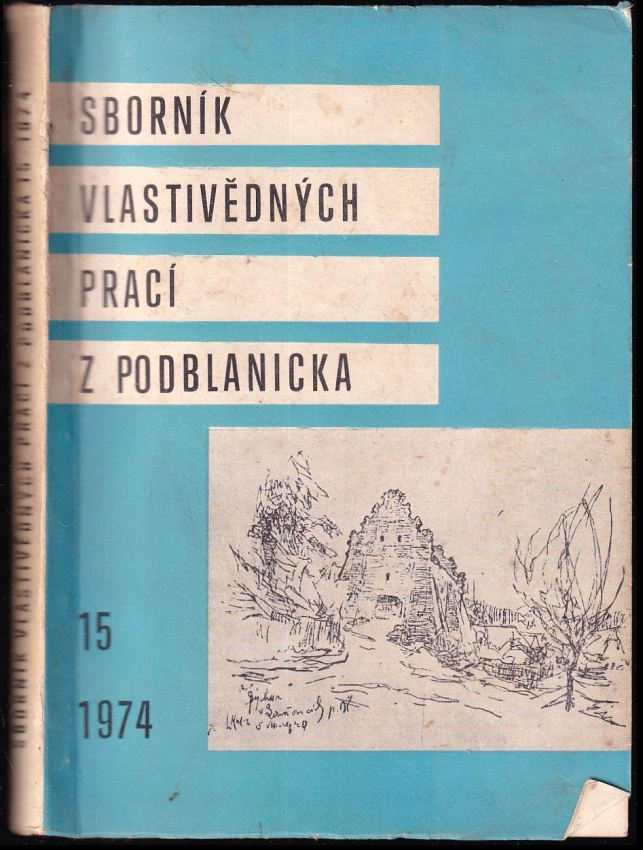 SBORNÍK VLASTIVĚDNÝCH PRACÍ Z PODBLANICKA 15 1974
SBORNÍK
VLASTIVĚDNÝCH
PRACÍ
Z PODBLANICKA
15
1974